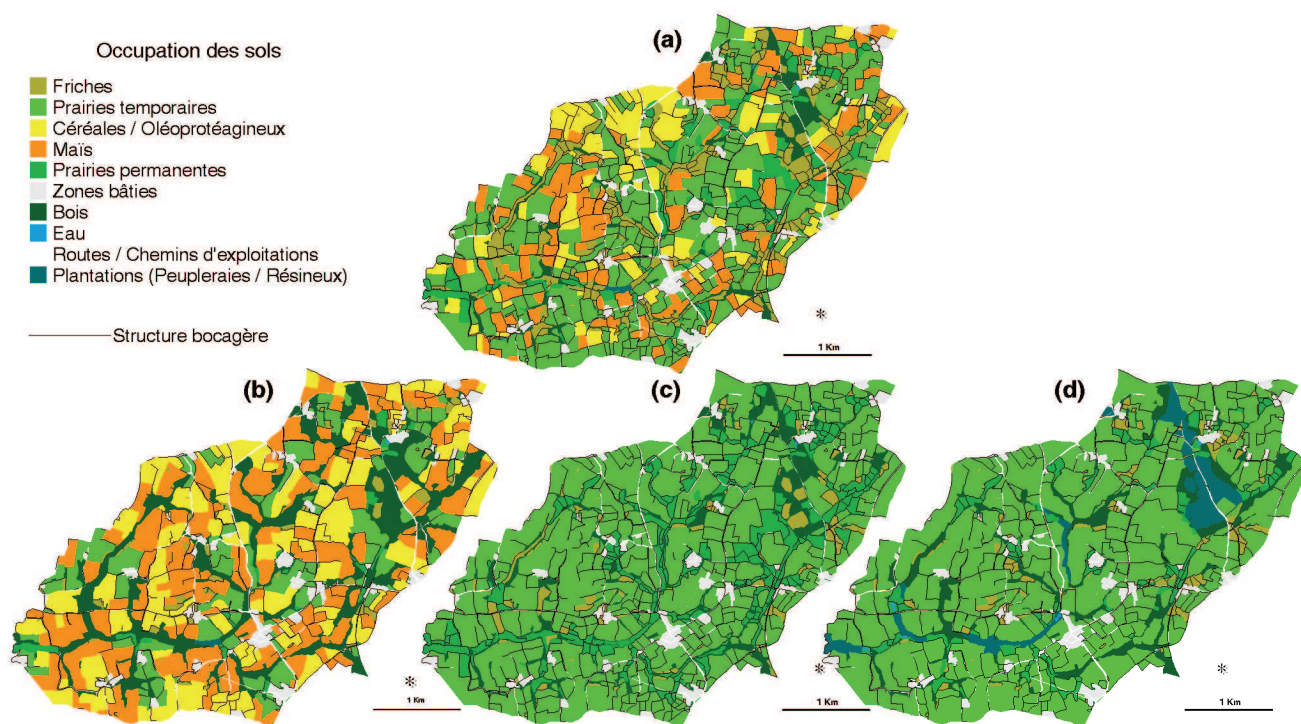 Occupation des sols
Friches
Prairies temporaires
Céréales / Oléoprotéagineux
Maïs
Prairies permanentes
Zones bâties
Bois
Eau
Routes / Chemins d'exploitations
Plantations (Peupleraies / Résineux)
Structure bocagère
(a)
*
1 Km
(b)
(c)
(d)
*
*
*
1 Km
1 Km
1 Km